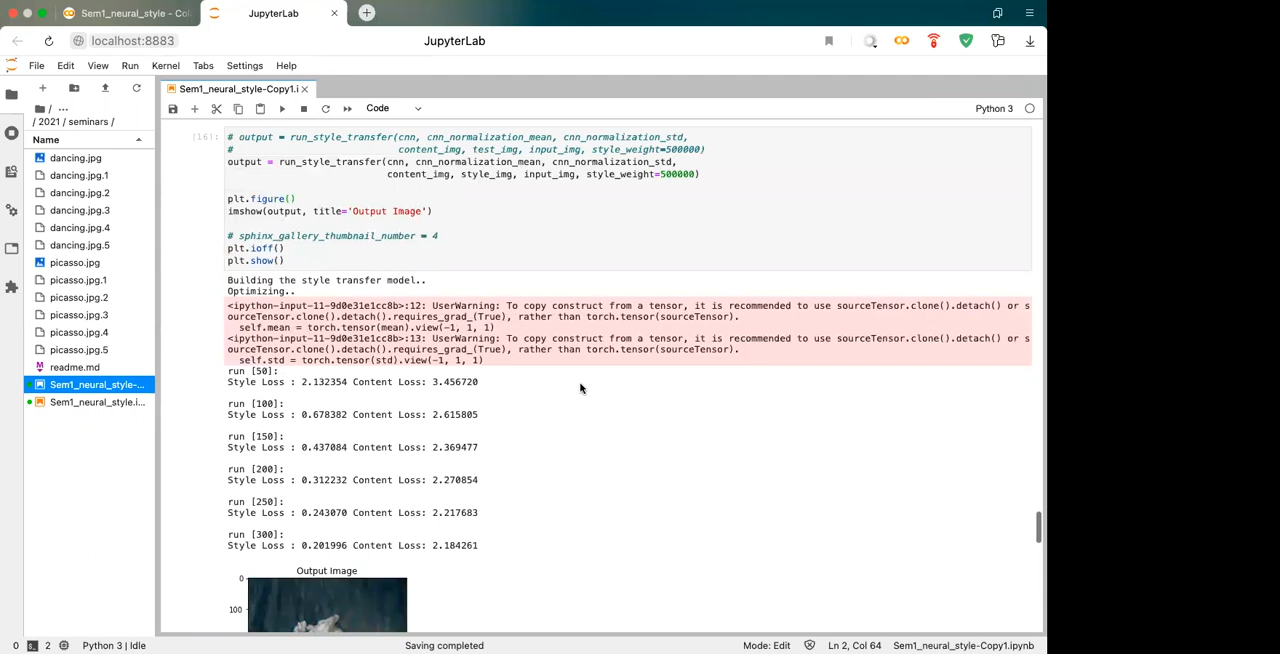 Sem1_neural_style - Col
JupyterLab
localhost:8883
JupyterLab
File Edit View Run Kernel Tabs Settings Help
Sem1_neural_style-Copy1.i
Code
Python 3
/ ...
/ 2021 / seminars /
Name
dancing.jpg
dancing.jpg.1
dancing.jpg.2
dancing.jpg.3
dancing.jpg.4
dancing.jpg.5
picasso.jpg
picasso.jpg.1
picasso.jpg.2
picasso.jpg.3
picasso.jpg.4
picasso.jpg.5
readme.md
Sem1_neural_style-...
Sem1_neural_style.i...
[16]:
# output = run_style_transfer(cnn, cnn_normalization_mean, cnn_normalization_std,
# content_img, test_img, input_img, style_weight=500000)
output = run_style_transfer(cnn, cnn_normalization_mean, cnn_normalization_std,
content_img, style_img, input_img, style_weight=500000)
plt.figure()
imshow(output, title='Output Image')
# sphinx_gallery_thumbnail_number = 4
plt.ioff()
plt.show()
Building the style transfer model..
Optimizing..
<ipython-input-11-9d0e31e1cc8b>:12: UserWarning: To copy construct from a tensor, it is recommended to use sourceTensor.clone().detach() or s
ourceTensor.clone().detach().requires_grad_(True), rather than torch.tensor(sourceTensor).
self.mean = torch.tensor(mean).view(-1, 1, 1)
<ipython-input-11-9d0e31e1cc8b>:13: UserWarning: To copy construct from a tensor, it is recommended to use sourceTensor.clone().detach() or s
ourceTensor.clone().detach().requires_grad_(True), rather than torch.tensor(sourceTensor).
self.std = torch.tensor(std).view(-1, 1, 1)
run [50]:
Style Loss : 2.132354 Content Loss: 3.456720
run [100]:
Style Loss : 0.678382 Content Loss: 2.615805
run [150]:
Style Loss : 0.437084 Content Loss: 2.369477
run [200]:
Style Loss : 0.312232 Content Loss: 2.270854
run [250]:
Style Loss : 0.243070 Content Loss: 2.217683
run [300]:
Style Loss : 0.201996 Content Loss: 2.184261
Output Image
0
100
0 2 Python 3 | Idle
Saving completed
Mode: Edit
Ln 2, Col 64
Sem1_neural_style-Copy1.ipynb